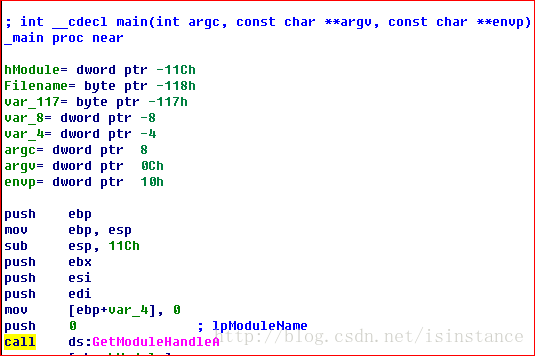 ; int __cdecl main(int argc, const char **argv, const char **envp)
_main proc near
hModule= dword ptr -11Ch
Filename= byte ptr -118h
var_117= byte ptr -117h
var_8= dword ptr -8
var_4= dword ptr -4
argc= dword ptr 8
argv= dword ptr 0Ch
envp= dword ptr 10h
push ebp
mov ebp, esp
sub esp, 11Ch
push ebx
push esi
push edi
mov [ebp+var_4], 0
push 0 ; lpModuleName
call ds:GetModuleHandleA
http://blog.csdn.net/isinstance